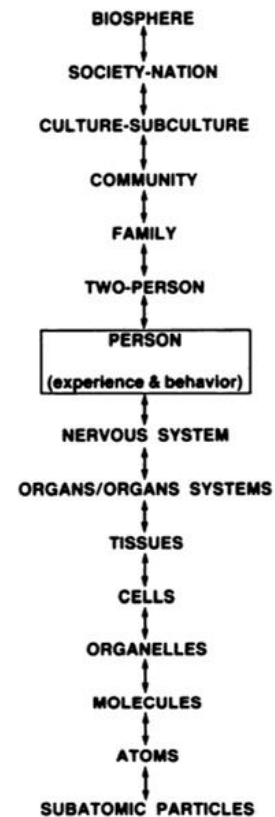 BIOSPHERE
SOCIETY-NATION
CULTURE-SUBCULTURE
COMMUNITY
FAMILY
TWO-PERSON
PERSON
(experience & behavior)
NERVOUS SYSTEM
ORGANS/ORGANS SYSTEMS
TISSUES
CELLS
ORGANELLES
MOLECULES
ATOMS
SUBATOMIC PARTICLES